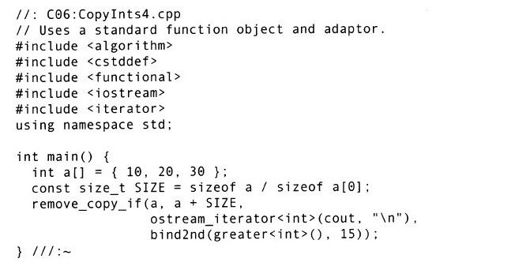 //: C06:CopyInts4.cpp
// Uses a standard function object and adaptor.
#include <algorithm>
#include <cstddef>
#include <functional>
#include <iostream>
#include <iterator>
using namespace std;

int main() {
  int a[] = { 10, 20, 30 };
  const size_t SIZE = sizeof a / sizeof a[0];
  remove_copy_if(a, a + SIZE,
                 ostream_iterator<int>(cout, "\n"),
                 bind2nd(greater<int>(), 15));
} ///:~